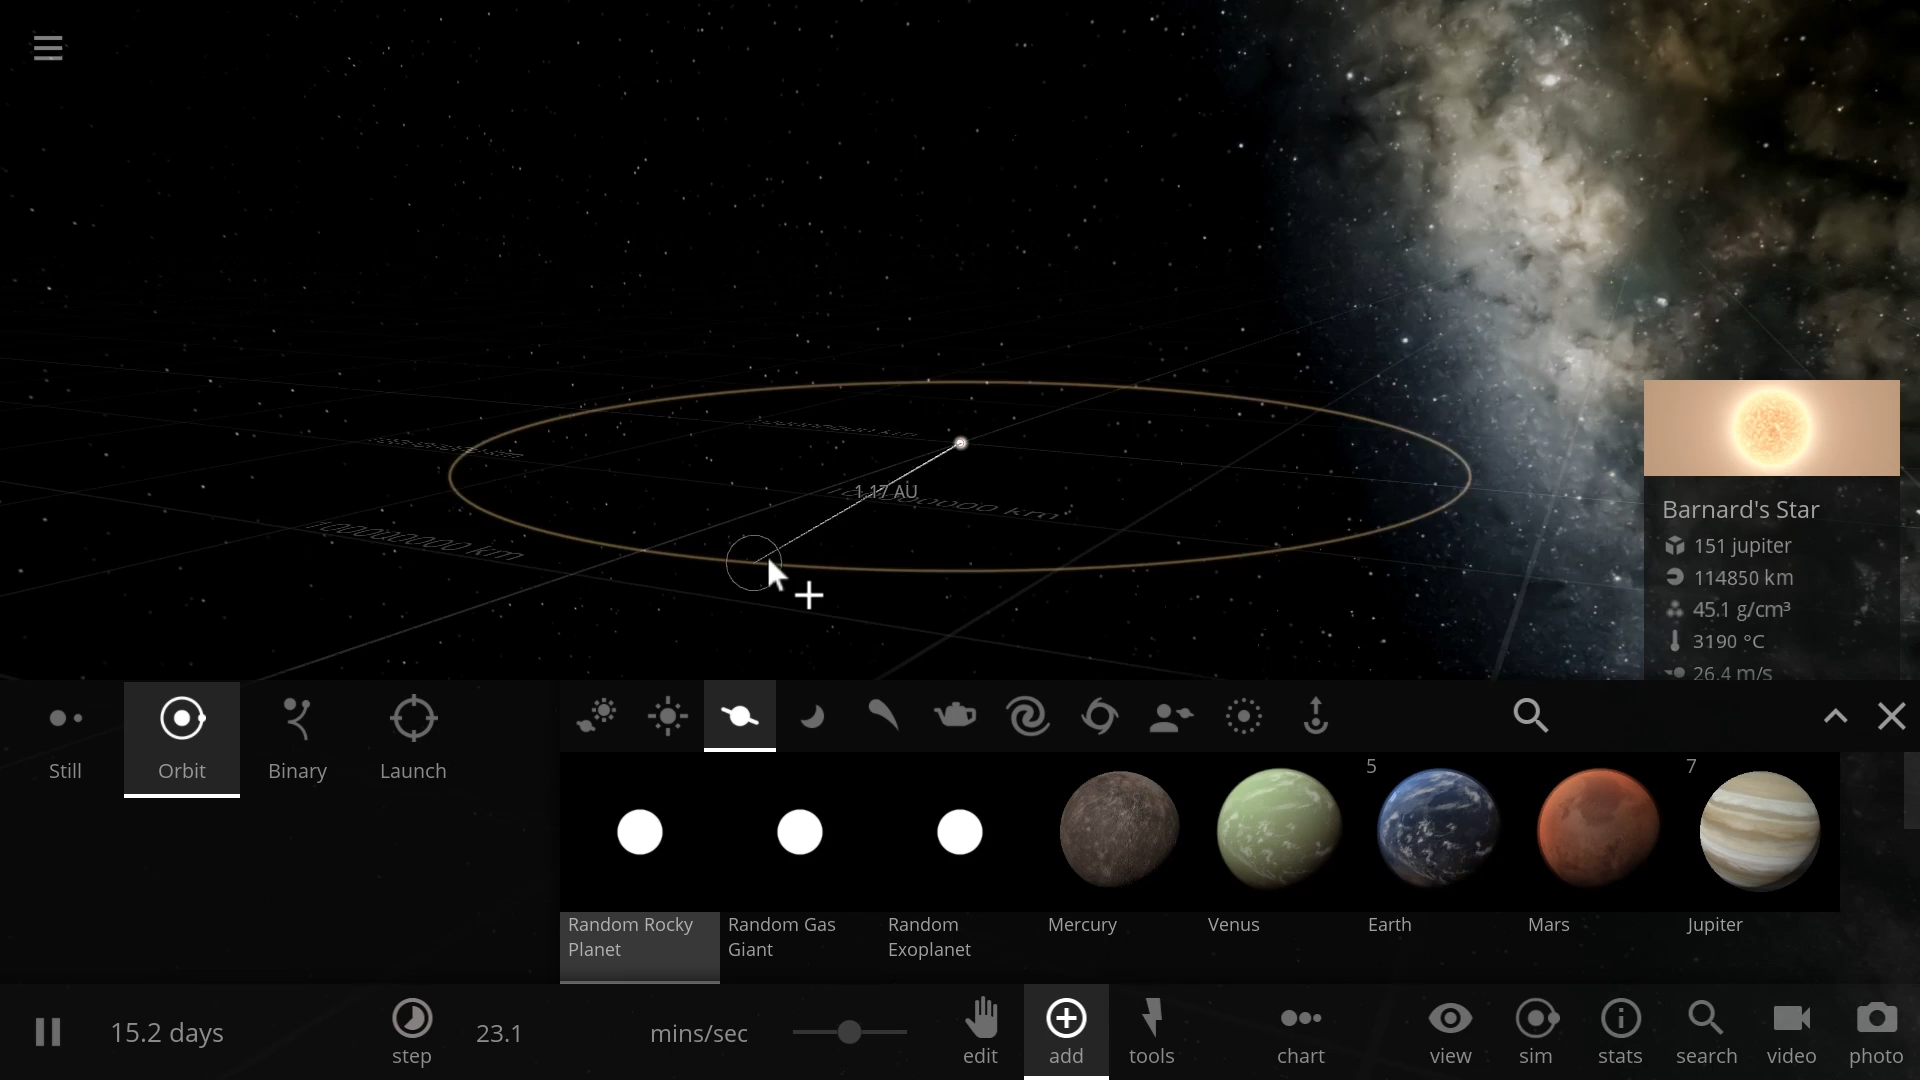 1.17 AU
Barnard's Star
151 jupiter
114850 km
45.1 g/cm³
3190 °C
26.4 m/s
Still
Orbit
Binary
Launch
5
7
Random Rocky
Planet
Random Gas
Giant
Random
Exoplanet
Mercury
Venus
Earth
Mars
Jupiter
15.2 days
step
23.1
mins/sec
edit
add
tools
chart
view
sim
stats
search
video
photo